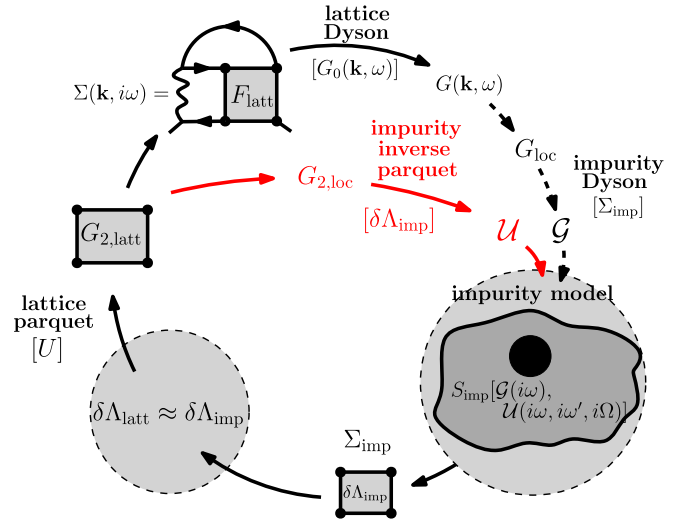 lattice
Dyson
[G₀(k, ω)]
Σ(k, iω) =
F_latt
G(k, ω)
impurity
inverse
parquet
G_loc
impurity
Dyson
[Σ_imp]
G_2,loc
[δΛ_imp]
G_2,latt
𝒰
𝒢
impurity model
lattice
parquet
[U]
S_imp[𝒢(iω),
𝒰(iω, iω′, iΩ)]
δΛ_latt ≈ δΛ_imp
Σ_imp
δΛ_imp